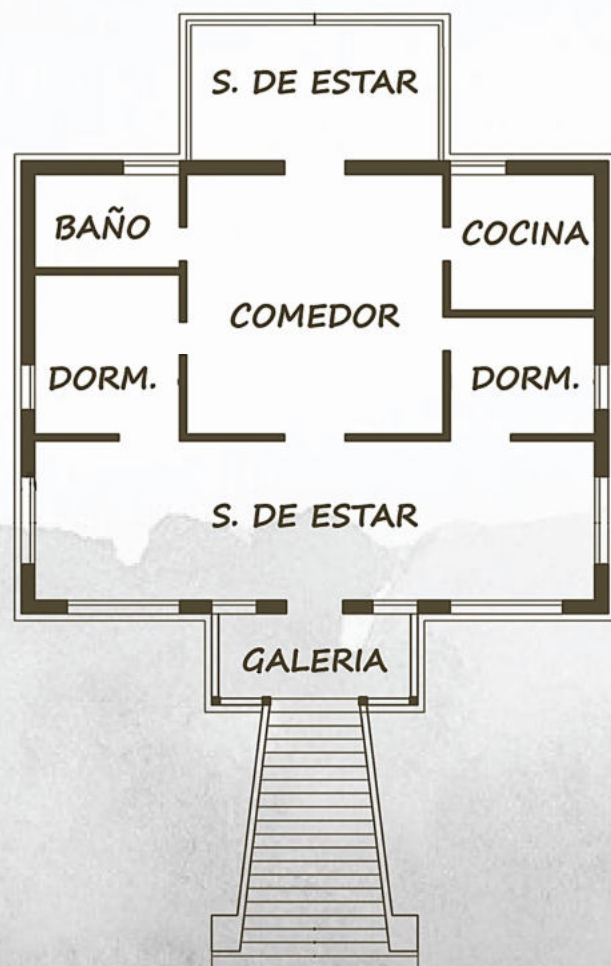 S. DE ESTAR
BAÑO
COCINA
COMEDOR
DORM.
DORM.
S. DE ESTAR
GALERIA